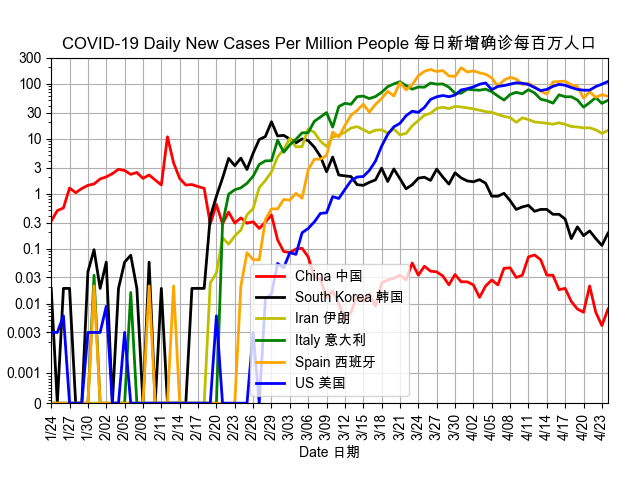 COVID-19 Daily New Cases Per Million People 每日新增确诊每百万人口
300
100
30
10
3
1
0.3
0.1
0.03
0.01
0.003
0.001
0
China 中国
South Korea 韩国
Iran 伊朗
Italy 意大利
Spain 西班牙
US 美国
1/24 1/27 1/30 2/02 2/05 2/08 2/11 2/14 2/17 2/20 2/23 2/26 2/29 3/03 3/06 3/09 3/12 3/15 3/18 3/21 3/24 3/27 3/30 4/02 4/05 4/08 4/11 4/14 4/17 4/20 4/23
Date 日期